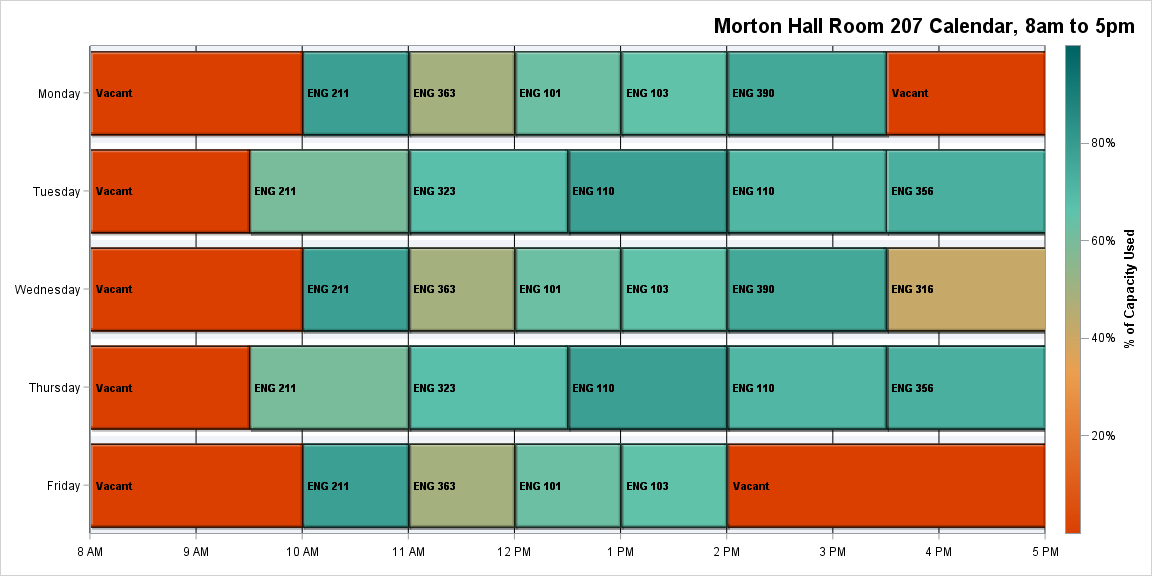 Morton Hall Room 207 Calendar, 8am to 5pm
Monday
Vacant
ENG 211
ENG 363
ENG 101
ENG 103
ENG 390
Vacant
Tuesday
Vacant
ENG 211
ENG 323
ENG 110
ENG 110
ENG 356
Wednesday
Vacant
ENG 211
ENG 363
ENG 101
ENG 103
ENG 390
ENG 316
Thursday
Vacant
ENG 211
ENG 323
ENG 110
ENG 110
ENG 356
Friday
Vacant
ENG 211
ENG 363
ENG 101
ENG 103
Vacant
8 AM
9 AM
10 AM
11 AM
12 PM
1 PM
2 PM
3 PM
4 PM
5 PM
80%
60%
40%
20%
% of Capacity Used